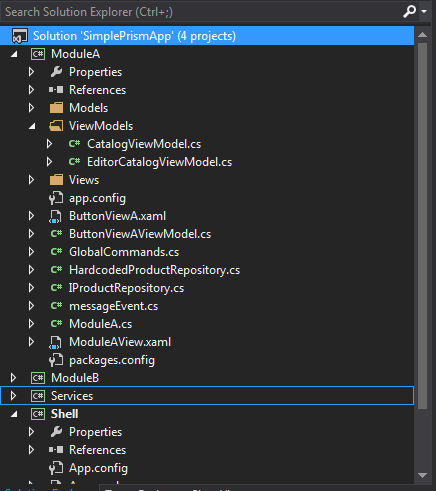 Search Solution Explorer (Ctrl+;)
Solution 'SimplePrismApp' (4 projects)
C# ModuleA
Properties
References
Models
ViewModels
C# CatalogViewModel.cs
C# EditorCatalogViewModel.cs
Views
app.config
ButtonViewA.xaml
C# ButtonViewAViewModel.cs
C# GlobalCommands.cs
C# HardcodedProductRepository.cs
C# IProductRepository.cs
C# messageEvent.cs
C# ModuleA.cs
ModuleAView.xaml
packages.config
C# ModuleB
C# Services
C# Shell
Properties
References
App.config